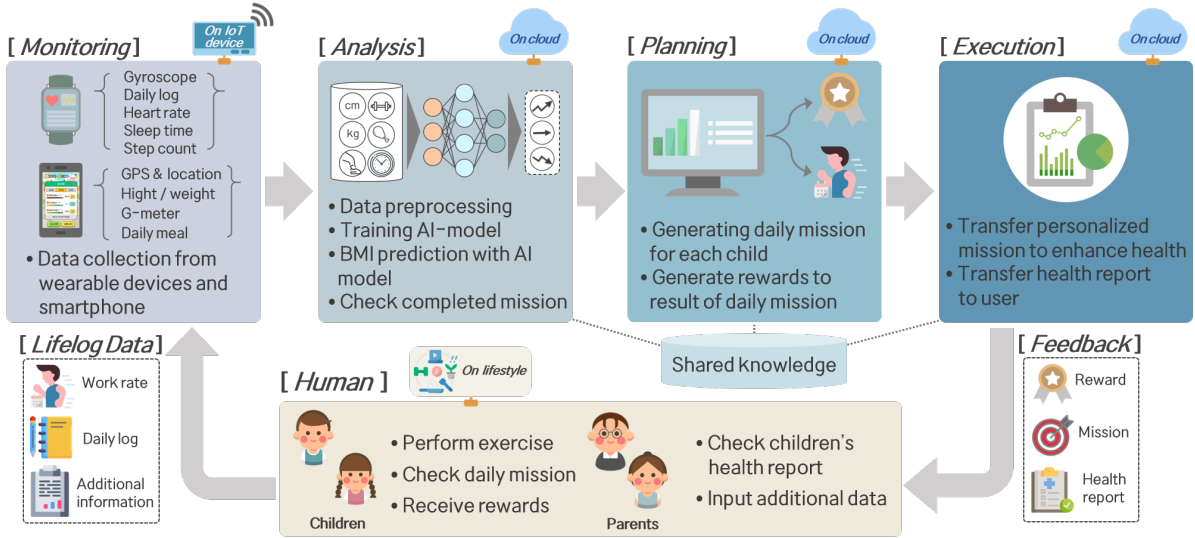 [ Monitoring]
On IoT
device
Gyroscope
Daily log
Heart rate
Sleep time
Step count
GPS & location
Hight / weight
G-meter
Daily meal
• Data collection from
wearable devices and
smartphone
[Analysis]
On cloud
cm
kg
• Data preprocessing
• Training AI-model
• BMI prediction with AI
model
• Check completed mission
[ Planning]
On cloud
• Generating daily mission
for each child
• Generate rewards to
result of daily mission
[Execution]
On cloud
• Transfer personalized
mission to enhance health
• Transfer health report
to user
Shared knowledge
[Lifelog Data]
Work rate
Daily log
Additional
information
[ Human ]
On lifestyle
Children
• Perform exercise
• Check daily mission
• Receive rewards
Parents
• Check children's
health report
• Input additional data
[Feedback]
Reward
Mission
Health
report